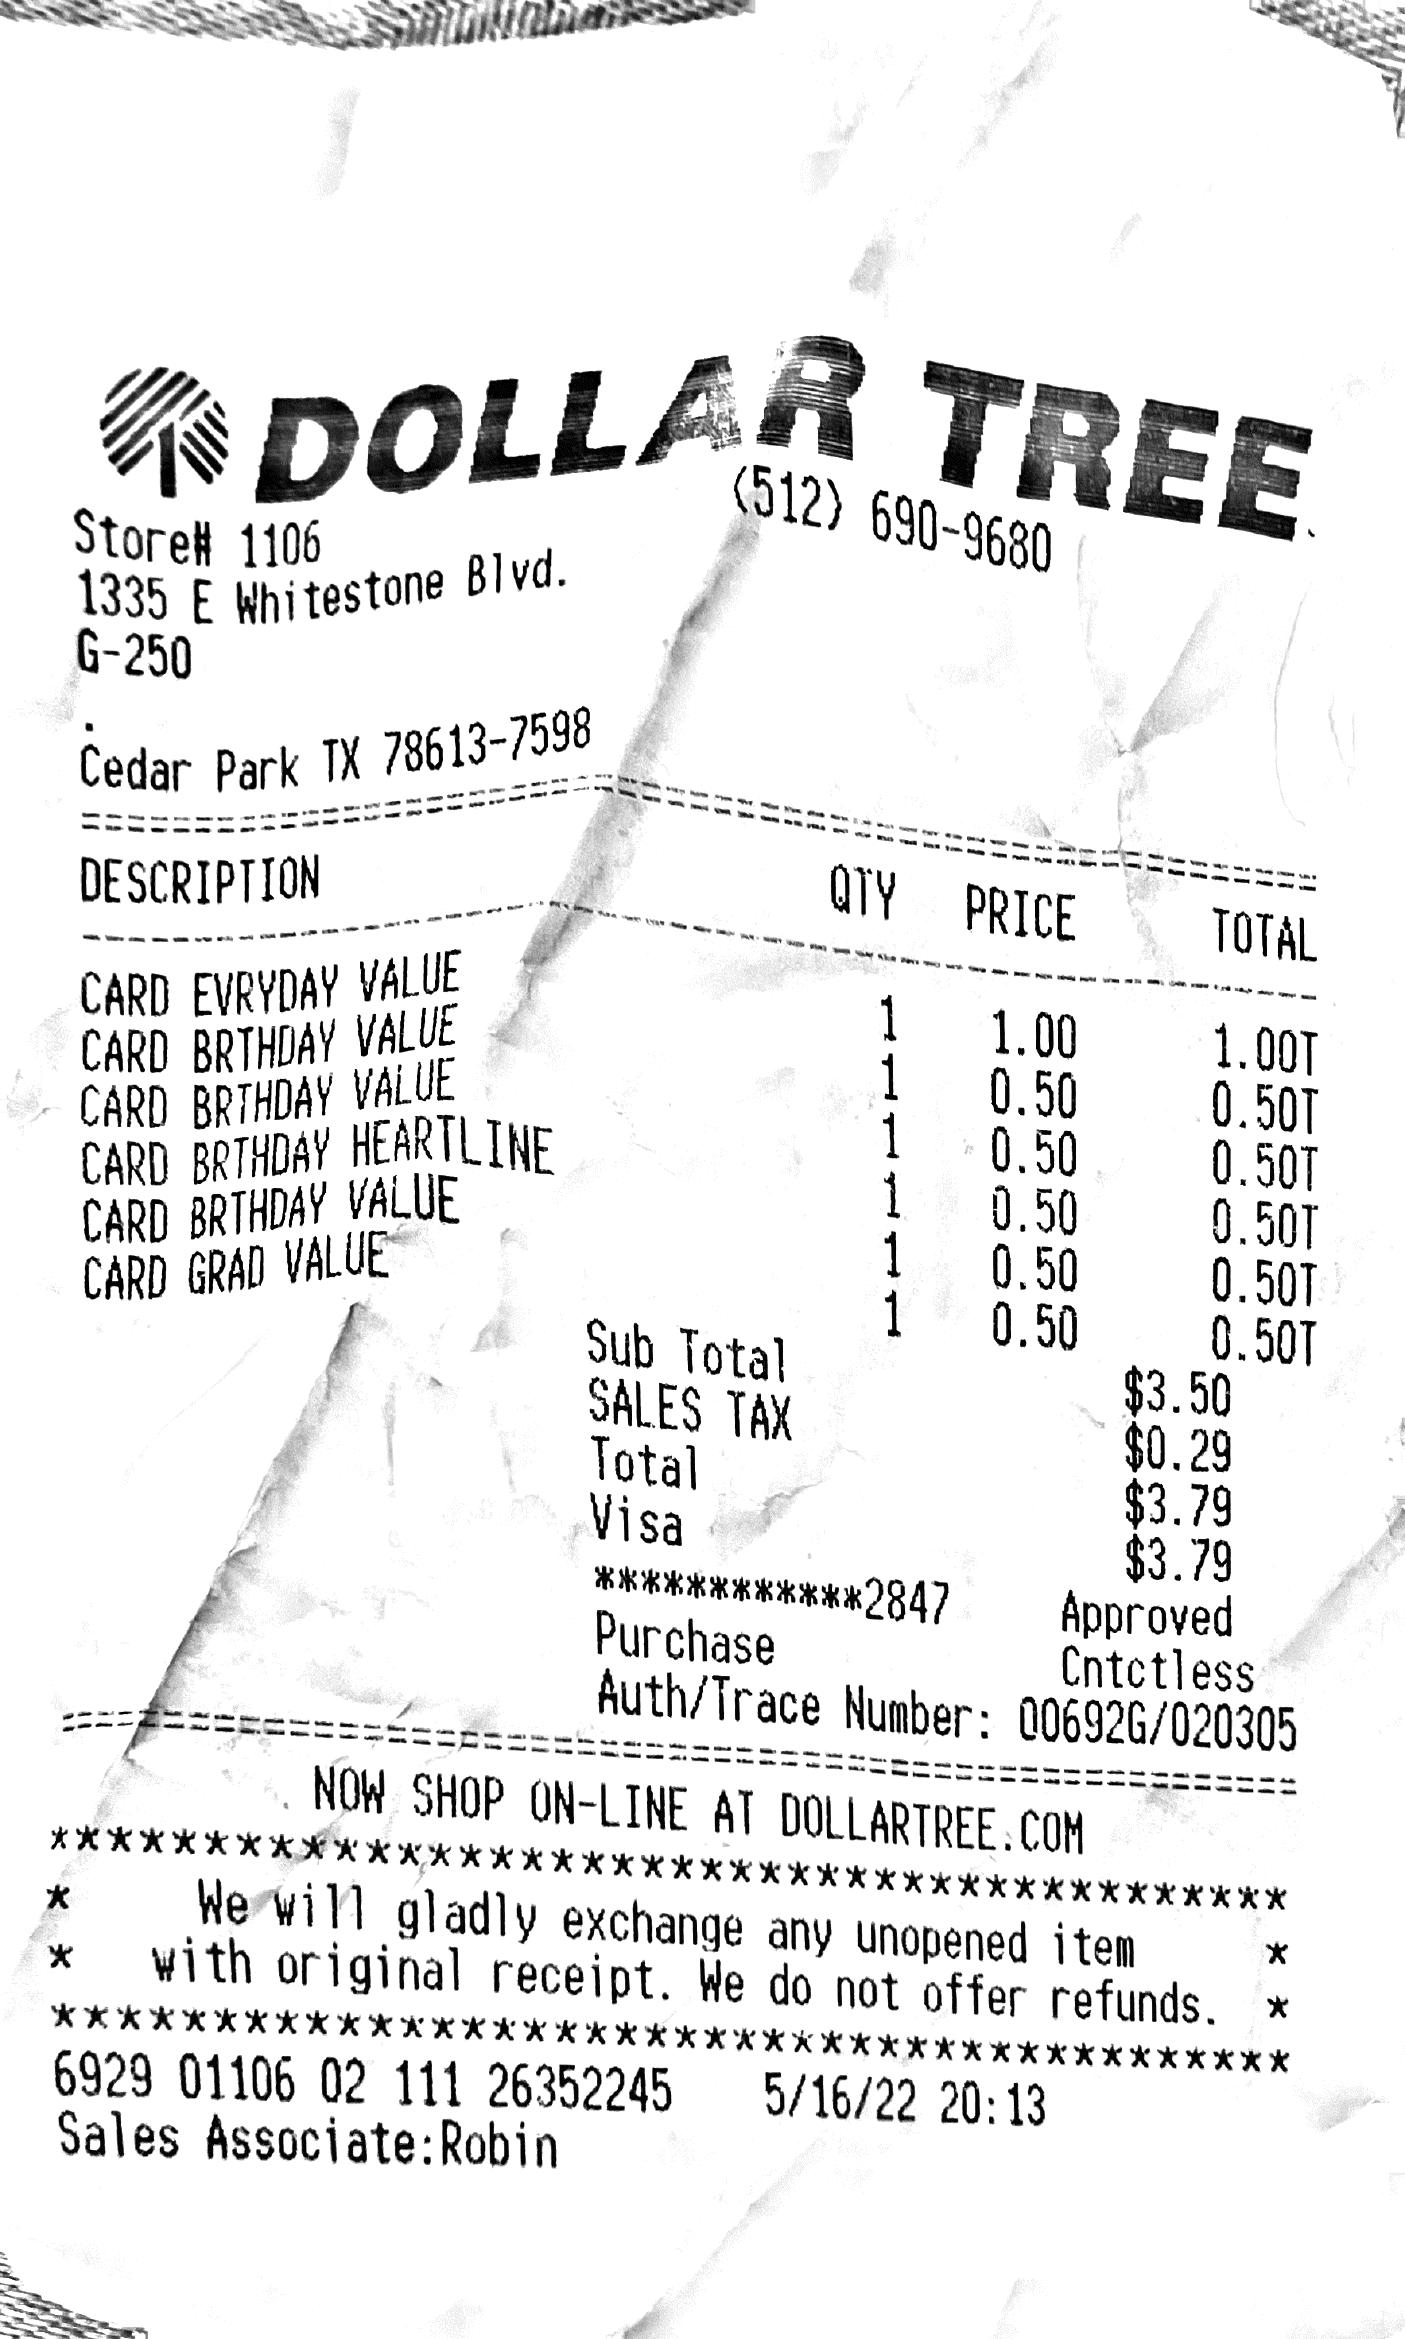 DOLLAR TREE
Store# 1106 (512) 690-9680
1335 E Whitestone Blvd.
G-250
.
Cedar Park TX 78613-7598
================================================
DESCRIPTION QTY PRICE TOTAL
------------------------------------------------
CARD EVRYDAY VALUE 1 1.00 1.00T
CARD BRTHDAY VALUE 1 0.50 0.50T
CARD BRTHDAY VALUE 1 0.50 0.50T
CARD BRTHDAY HEARTLINE 1 0.50 0.50T
CARD BRTHDAY VALUE 1 0.50 0.50T
CARD GRAD VALUE 1 0.50 0.50T
Sub Total $3.50
SALES TAX $0.29
Total $3.79
Visa $3.79
************2847 Approved
Purchase Cntctless
Auth/Trace Number: 00692G/020305
================================================
NOW SHOP ON-LINE AT DOLLARTREE.COM
******************************************
* We will gladly exchange any unopened item *
* with original receipt. We do not offer refunds. *
******************************************
6929 01106 02 111 26352245 5/16/22 20:13
Sales Associate:Robin